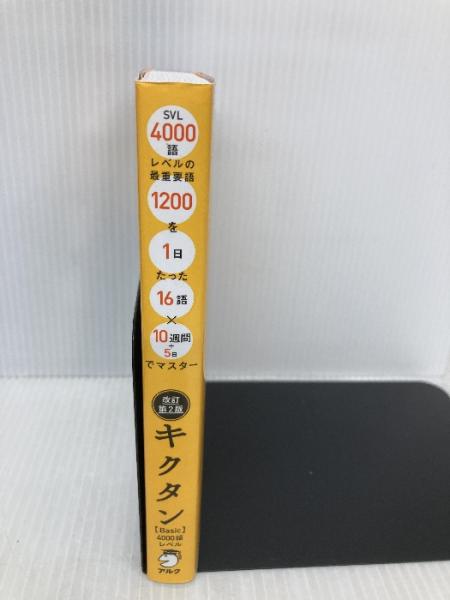 SVL
4000
語
レベルの
最重要語
1200
を
1日
たった
16語
×
10週間
+
5日
でマスター
改訂
第2版
キクタン
【Basic】
4000語
レベル
アルク